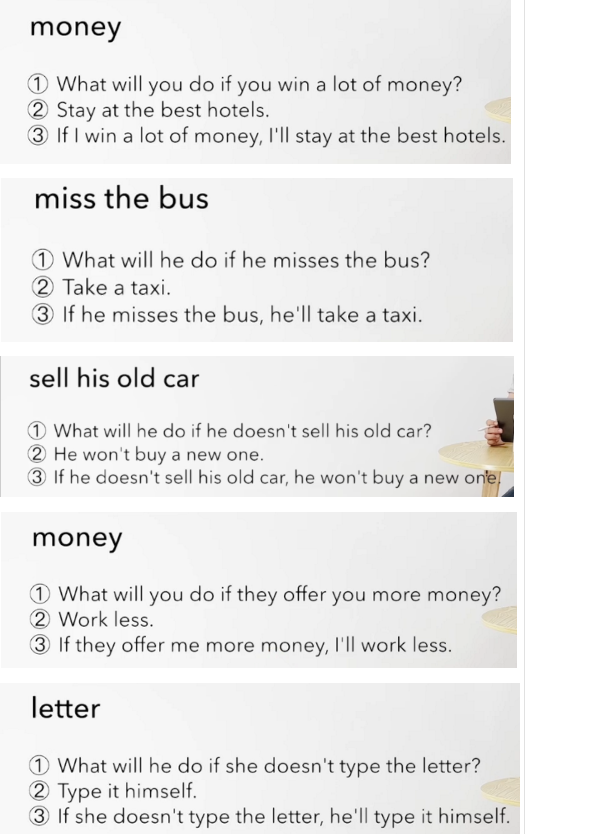 money
① What will you do if you win a lot of money?
② Stay at the best hotels.
③ If I win a lot of money, I'll stay at the best hotels.
miss the bus
① What will he do if he misses the bus?
② Take a taxi.
③ If he misses the bus, he'll take a taxi.
sell his old car
① What will he do if he doesn't sell his old car?
② He won't buy a new one.
③ If he doesn't sell his old car, he won't buy a new one.
money
① What will you do if they offer you more money?
② Work less.
③ If they offer me more money, I'll work less.
letter
① What will he do if she doesn't type the letter?
② Type it himself.
③ If she doesn't type the letter, he'll type it himself.